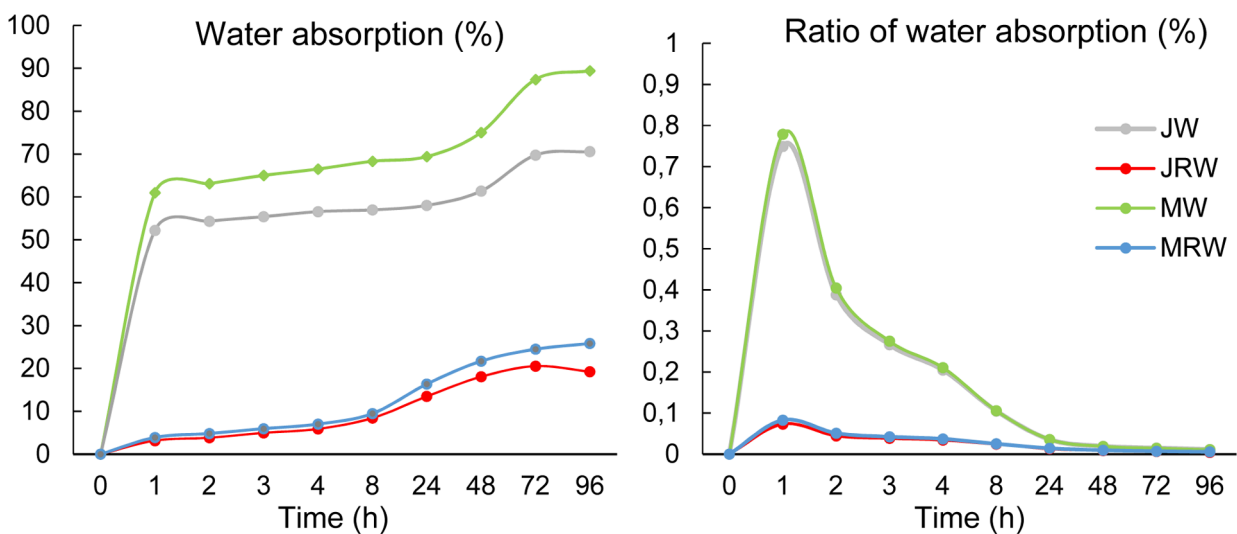 Water absorption (%)
100
90
80
70
60
50
40
30
20
10
0
0 1 2 3 4 8 24 48 72 96
Time (h)
Ratio of water absorption (%)
1
0,9
0,8
0,7
0,6
0,5
0,4
0,3
0,2
0,1
0
0 1 2 3 4 8 24 48 72 96
Time (h)
JW
JRW
MW
MRW